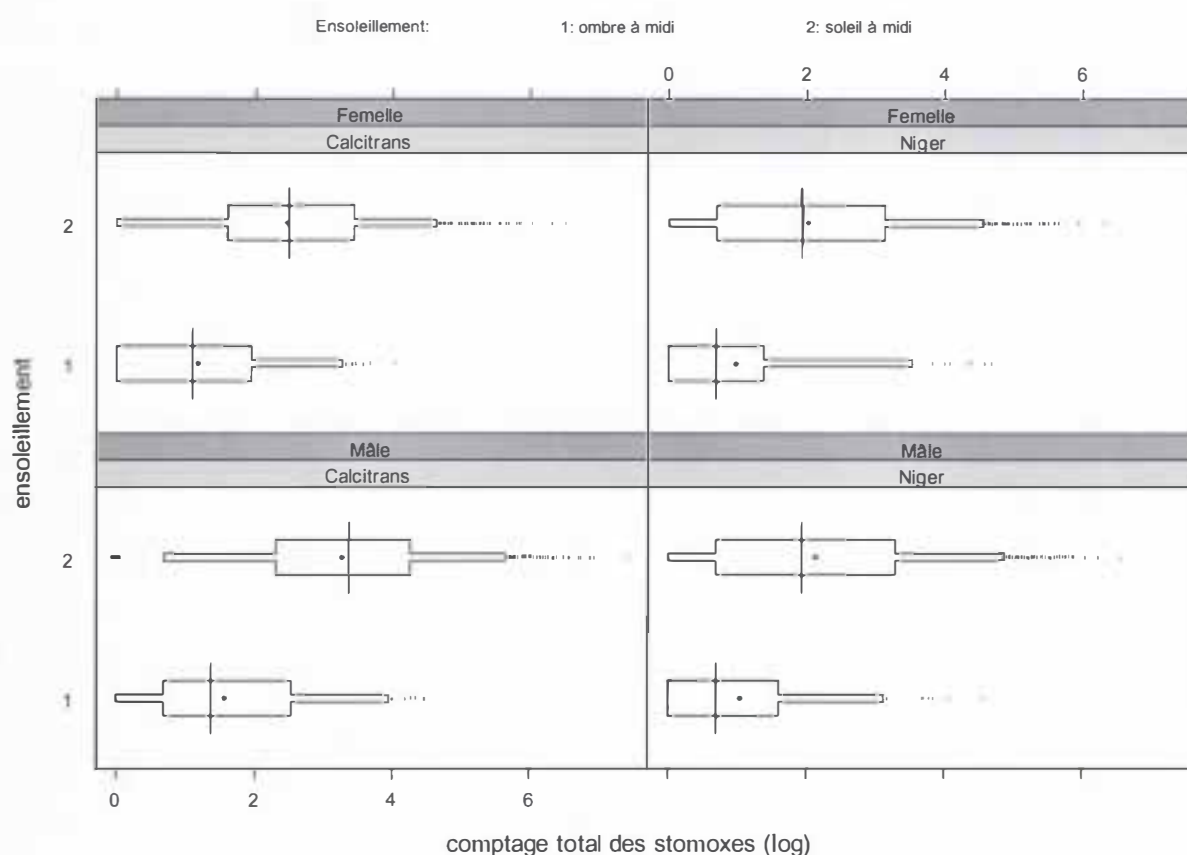 Ensoleillement: 1: ombre à midi 2: soleil à midi
0 2 4 6
Femelle Femelle
Calcitrans Niger
2
1
ensoleillement
Mâle Mâle
Calcitrans Niger
2
1
0 2 4 6
comptage total des stomoxes (log)